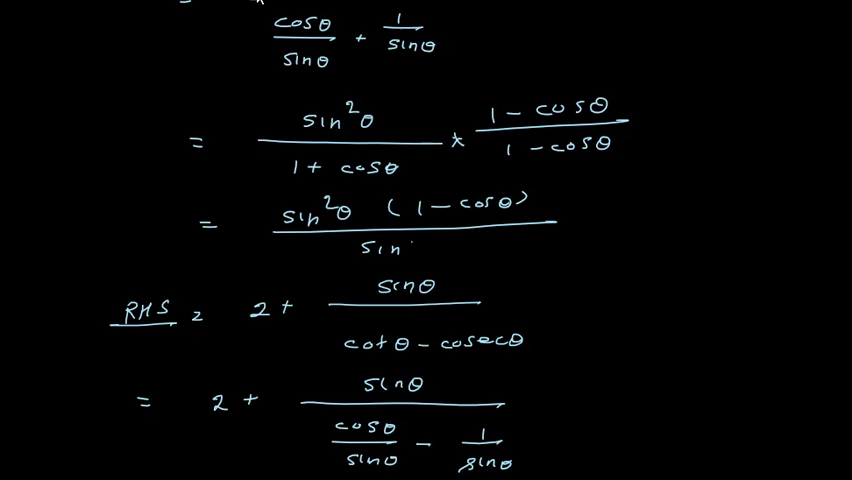 cosθ/sinθ + 1/sinθ
= sin²θ/(1 + cosθ) * (1 - cosθ)/(1 - cosθ)
= sin²θ (1 - cosθ)/sin
RHS = 2 + sinθ/(cotθ - cosecθ)
= 2 + sinθ/(cosθ/sinθ - 1/sinθ)